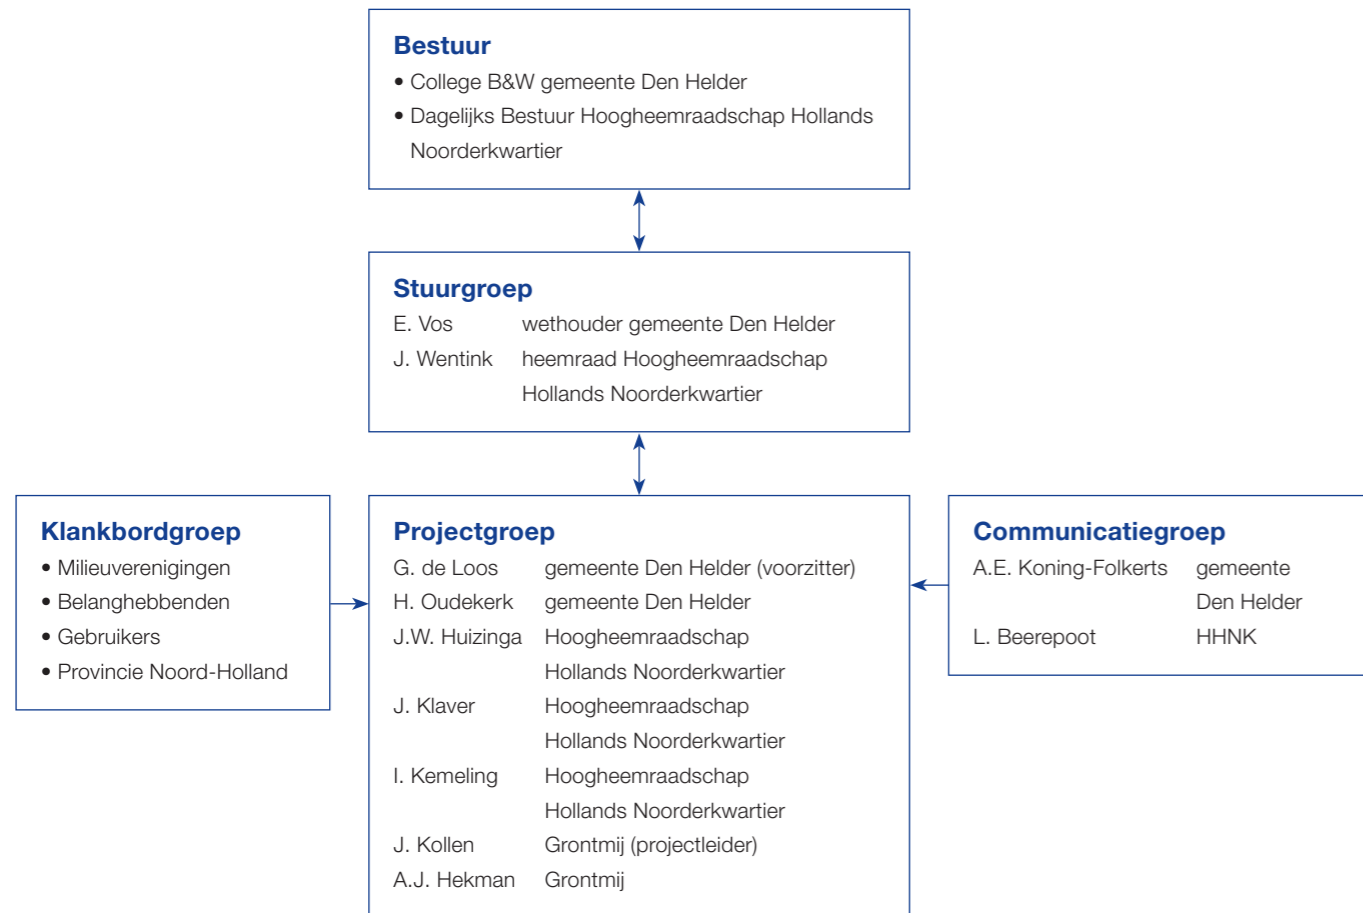 Bestuur
• College B&W gemeente Den Helder
• Dagelijks Bestuur Hoogheemraadschap Hollands
Noorderkwartier
Stuurgroep
E. Vos wethouder gemeente Den Helder
J. Wentink heemraad Hoogheemraadschap
Hollands Noorderkwartier
Klankbordgroep
• Milieuverenigingen
• Belanghebbenden
• Gebruikers
• Provincie Noord-Holland
Projectgroep
G. de Loos gemeente Den Helder (voorzitter)
H. Oudekerk gemeente Den Helder
J.W. Huizinga Hoogheemraadschap
Hollands Noorderkwartier
J. Klaver Hoogheemraadschap
Hollands Noorderkwartier
I. Kemeling Hoogheemraadschap
Hollands Noorderkwartier
J. Kollen Grontmij (projectleider)
A.J. Hekman Grontmij
Communicatiegroep
A.E. Koning-Folkerts gemeente
Den Helder
L. Beerepoot HHNK